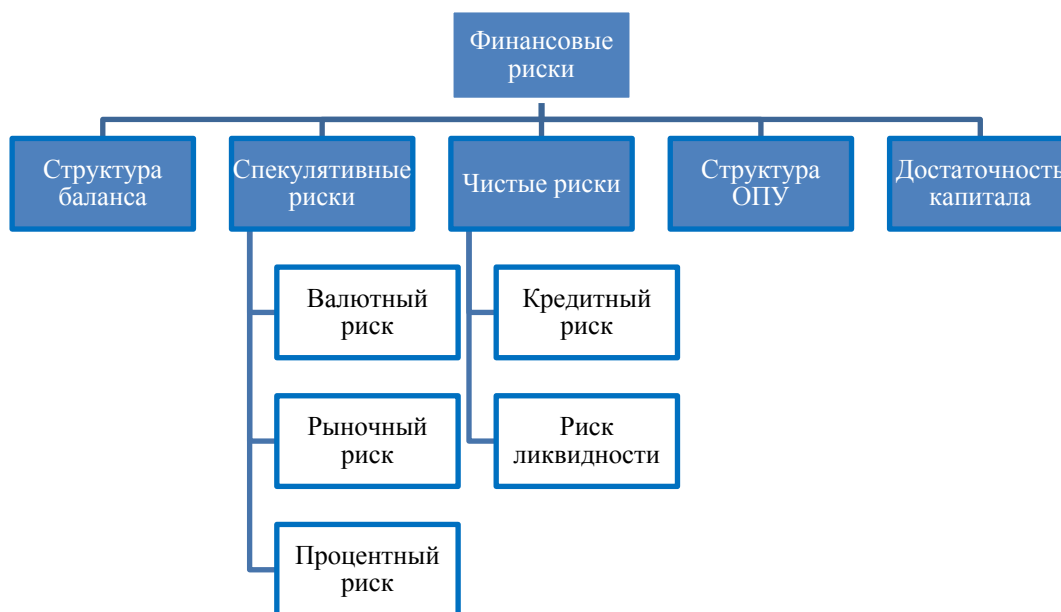 Финансовые
риски
Структура
баланса
Спекулятивные
риски
Чистые риски
Структура
ОПУ
Достаточность
капитала
Валютный
риск
Кредитный
риск
Рыночный
риск
Риск
ликвидности
Процентный
риск